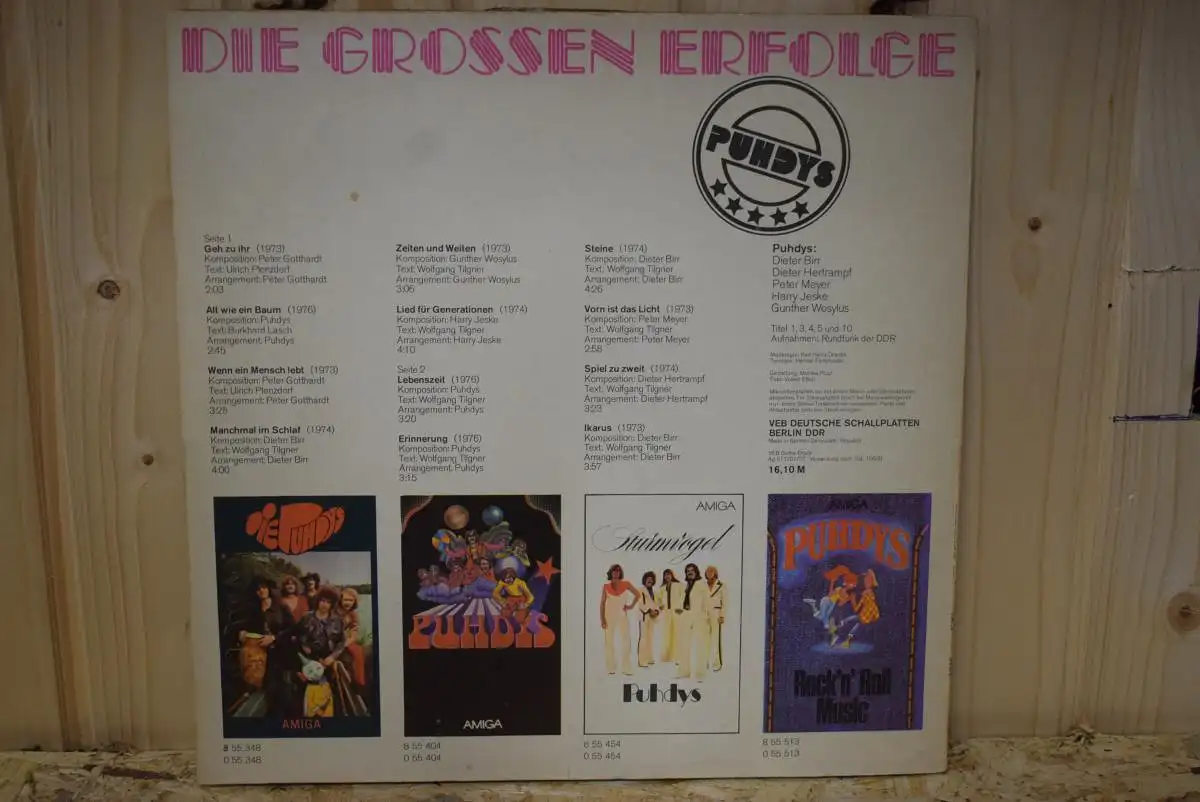 DIE GROSSEN ERFOLGE
PUHDYS
Seite 1
Geh zu ihr (1973)
Komposition: Peter Gotthardt
Text: Ulrich Plenzdorf
Arrangement: Peter Gotthardt
2:03
All wie ein Baum (1976)
Komposition: Puhdys
Text: Burkhard Lasch
Arrangement: Puhdys
2:45
Wenn ein Mensch lebt (1973)
Komposition: Peter Gotthardt
Text: Ulrich Plenzdorf
Arrangement: Peter Gotthardt
3:25
Manchmal im Schlaf (1974)
Komposition: Dieter Birr
Text: Wolfgang Tilgner
Arrangement: Dieter Birr
4:00
Zeiten und Weiten (1973)
Komposition: Gunther Wosylus
Text: Wolfgang Tilgner
Arrangement: Gunther Wosylus
3:06
Lied für Generationen (1974)
Komposition: Harry Jeske
Text: Wolfgang Tilgner
Arrangement: Harry Jeske
4:10
Seite 2
Lebenszeit (1976)
Komposition: Puhdys
Text: Wolfgang Tilgner
Arrangement: Puhdys
3:20
Erinnerung (1976)
Komposition: Puhdys
Text: Wolfgang Tilgner
Arrangement: Puhdys
3:15
Steine (1974)
Komposition: Dieter Birr
Text: Wolfgang Tilgner
Arrangement: Dieter Birr
4:26
Vorn ist das Licht (1973)
Komposition: Peter Meyer
Text: Wolfgang Tilgner
Arrangement: Peter Meyer
2:58
Spiel zu zweit (1974)
Komposition: Dieter Hertrampf
Text: Wolfgang Tilgner
Arrangement: Dieter Hertrampf
3:23
Ikarus (1973)
Komposition: Dieter Birr
Text: Wolfgang Tilgner
Arrangement: Dieter Birr
3:57
Puhdys:
Dieter Birr
Dieter Hertrampf
Peter Meyer
Harry Jeske
Gunther Wosylus
Titel 1, 3, 4, 5 und 10
Aufnahmen: Rundfunk der DDR
VEB DEUTSCHE SCHALLPLATTEN
BERLIN DDR
16,10 M
DIE PUHDYS
AMIGA
8 55 348
0 55 348
PUHDYS
AMIGA
8 55 404
0 55 404
AMIGA
Sturmvogel
Puhdys
8 55 454
0 55 454
AMIGA
PUHDYS
Rock'n' Roll
Music
8 55 513
0 55 513